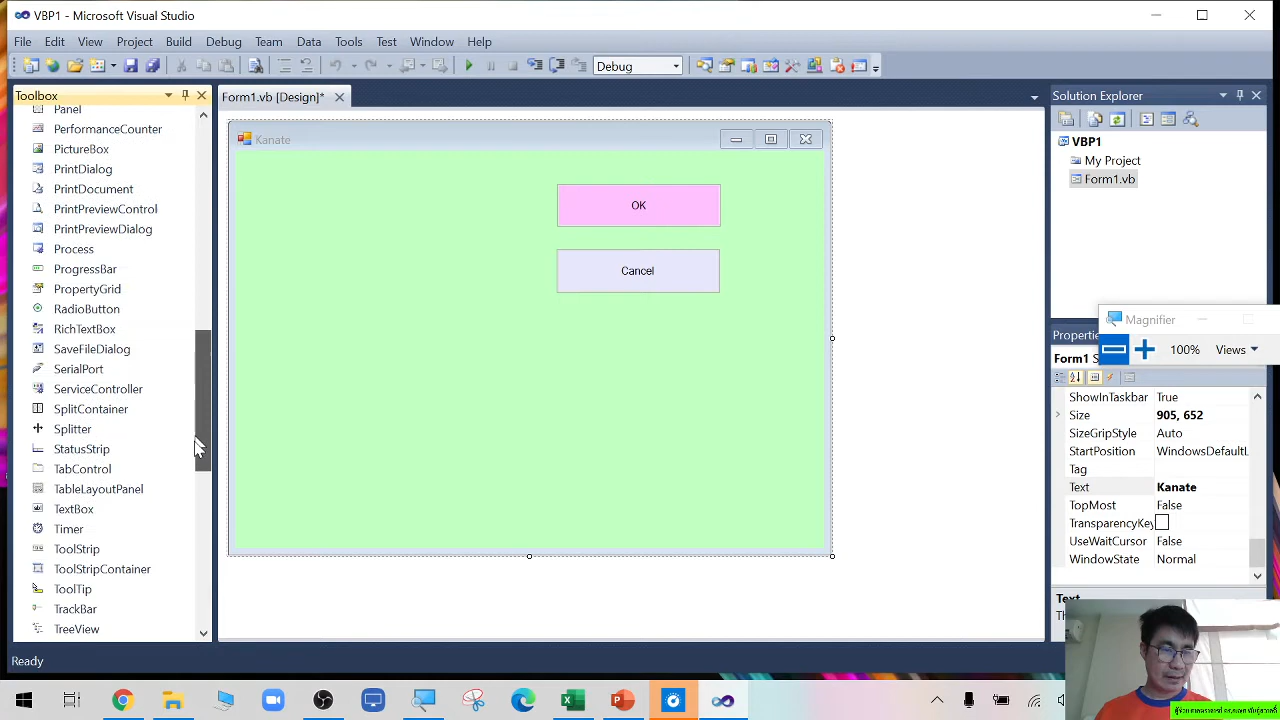 VBP1 - Microsoft Visual Studio
File Edit View Project Build Debug Team Data Tools Test Window Help
Debug
Toolbox
Form1.vb [Design]*
Solution Explorer
Panel
PerformanceCounter
PictureBox
PrintDialog
PrintDocument
PrintPreviewControl
PrintPreviewDialog
Process
ProgressBar
PropertyGrid
RadioButton
RichTextBox
SaveFileDialog
SerialPort
ServiceController
SplitContainer
Splitter
StatusStrip
TabControl
TableLayoutPanel
TextBox
Timer
ToolStrip
ToolStripContainer
ToolTip
TrackBar
TreeView
Kanate
OK
Cancel
VBP1
My Project
Form1.vb
Magnifier
100% Views
Properti
Form1 S
ShowInTaskbar True
Size 905, 652
SizeGripStyle Auto
StartPosition WindowsDefaultL
Tag
Text Kanate
TopMost False
TransparencyKey
UseWaitCursor False
WindowState Normal
Text
Ready